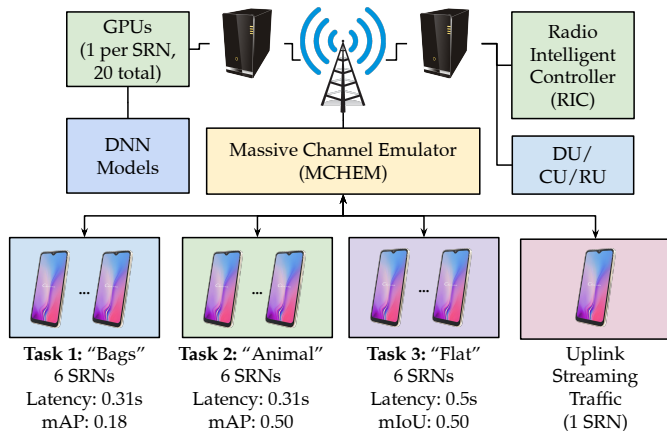 GPUs
(1 per SRN,
20 total)
Radio
Intelligent
Controller
(RIC)
DNN
Models
Massive Channel Emulator
(MCHEM)
DU/
CU/RU
...
...
...
Task 1: “Bags”
6 SRNs
Latency: 0.31s
mAP: 0.18
Task 2: “Animal”
6 SRNs
Latency: 0.31s
mAP: 0.50
Task 3: “Flat”
6 SRNs
Latency: 0.5s
mIoU: 0.50
Uplink
Streaming
Traffic
(1 SRN)